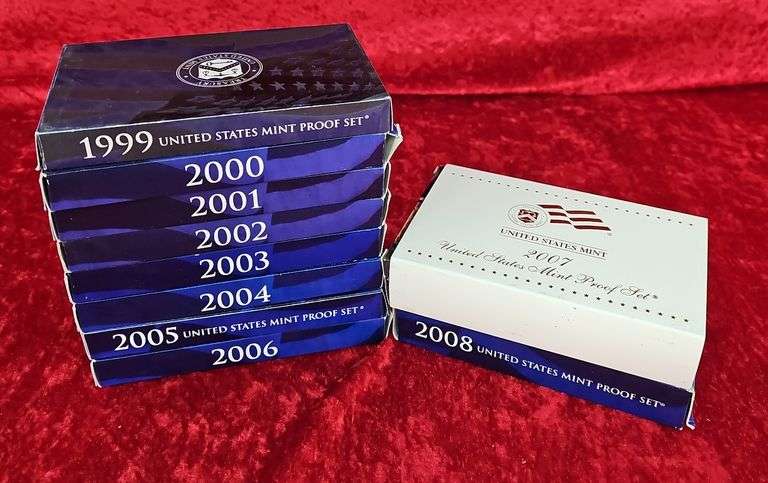 1999 UNITED STATES MINT PROOF SET®
2000
2001
2002
2003
2004
2005 UNITED STATES MINT PROOF SET®
2006
UNITED STATES MINT
2007
United States Mint Proof Set®
2008 UNITED STATES MINT PROOF SET®